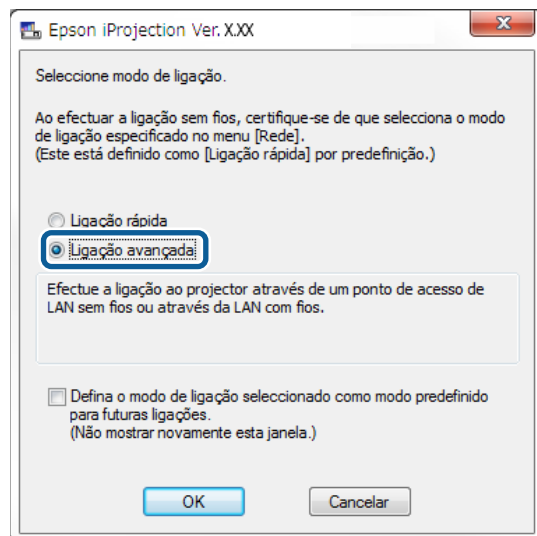 Epson iProjection Ver. X.XX
Seleccione modo de ligação.
Ao efectuar a ligação sem fios, certifique-se de que selecciona o modo
de ligação especificado no menu [Rede].
(Este está definido como [Ligação rápida] por predefinição.)
Ligação rápida
Ligação avançada
Efectue a ligação ao projector através de um ponto de acesso de
LAN sem fios ou através da LAN com fios.
Defina o modo de ligação seleccionado como modo predefinido
para futuras ligações.
(Não mostrar novamente esta janela.)
OK
Cancelar